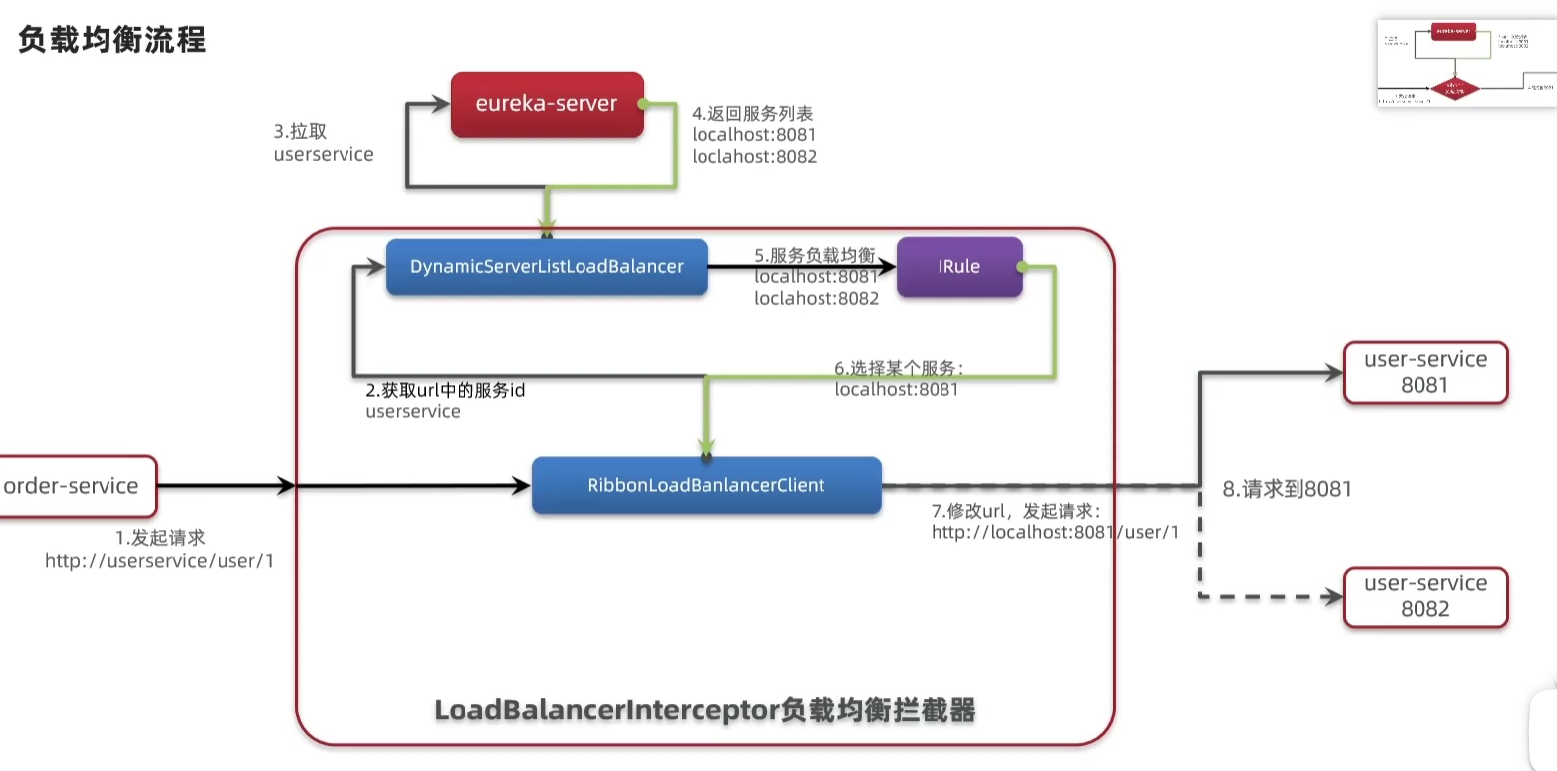 负载均衡流程
eureka-server
3.拉取
userservice
4.返回服务列表
localhost:8081
loclahost:8082
DynamicServerListLoadBalancer
5.服务负载均衡
localhost:8081
loclahost:8082
IRule
2.获取url中的服务id
userservice
6.选择某个服务：
localhost:8081
order-service
1.发起请求
http://userservice/user/1
RibbonLoadBanlancerClient
7.修改url，发起请求：
http://localhost:8081/user/1
8.请求到8081
user-service
8081
user-service
8082
LoadBalancerInterceptor负载均衡拦截器
eureka-server